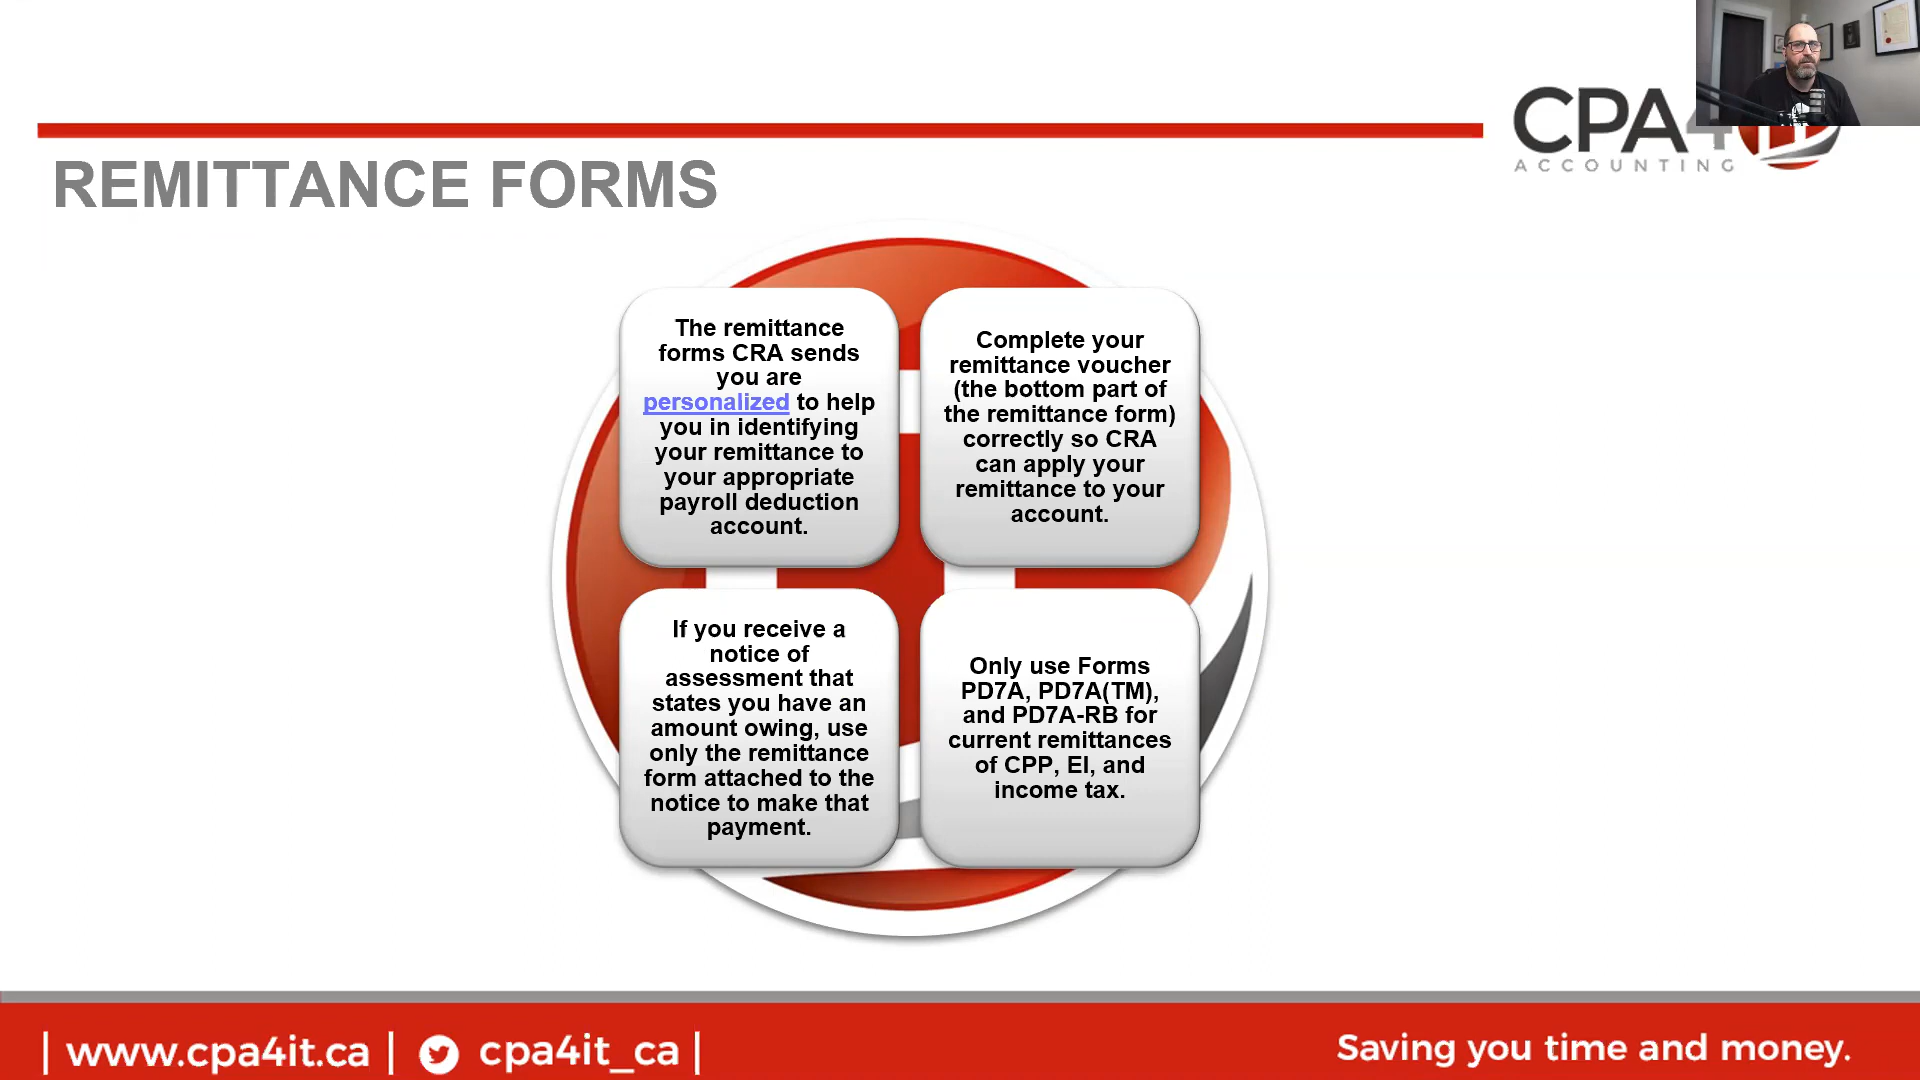 CPA4
ACCOUNTING
REMITTANCE FORMS
The remittance
forms CRA sends
you are
personalized to help
you in identifying
your remittance to
your appropriate
payroll deduction
account.
Complete your
remittance voucher
(the bottom part of
the remittance form)
correctly so CRA
can apply your
remittance to your
account.
If you receive a
notice of
assessment that
states you have an
amount owing, use
only the remittance
form attached to the
notice to make that
payment.
Only use Forms
PD7A, PD7A(TM),
and PD7A-RB for
current remittances
of CPP, EI, and
income tax.
| www.cpa4it.ca | cpa4it_ca |
Saving you time and money.